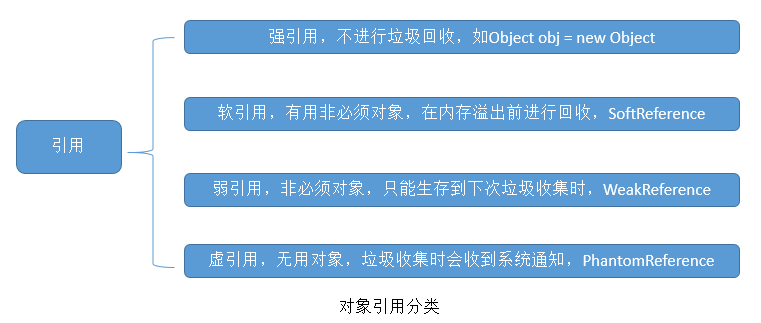 强引用，不进行垃圾回收，如Object obj = new Object
软引用，有用非必须对象，在内存溢出前进行回收，SoftReference
引用
弱引用，非必须对象，只能生存到下次垃圾收集时，WeakReference
虚引用，无用对象，垃圾收集时会收到系统通知，PhantomReference
对象引用分类